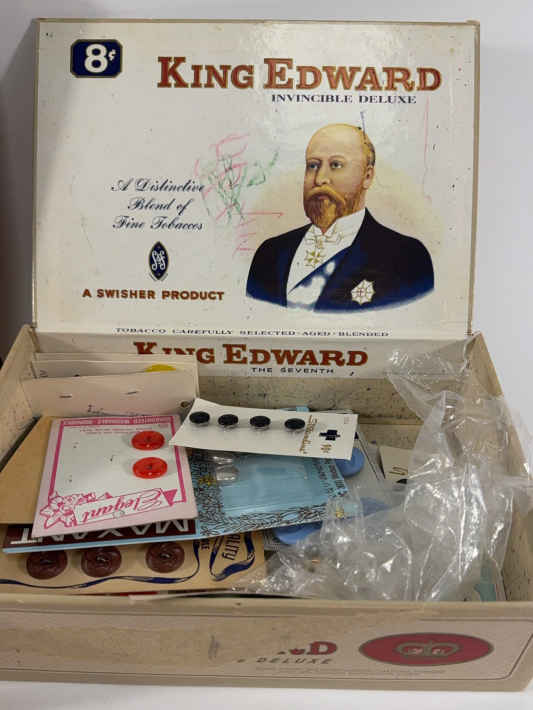 8¢
KING EDWARD
INVINCIBLE DELUXE
A Distinctive
Blend of
Fine Tobaccos
A SWISHER PRODUCT
TOBACCO CAREFULLY SELECTED-AGED-BLENDED
KING EDWARD
THE SEVENTH
Elegant
MAXANT
DELUXE